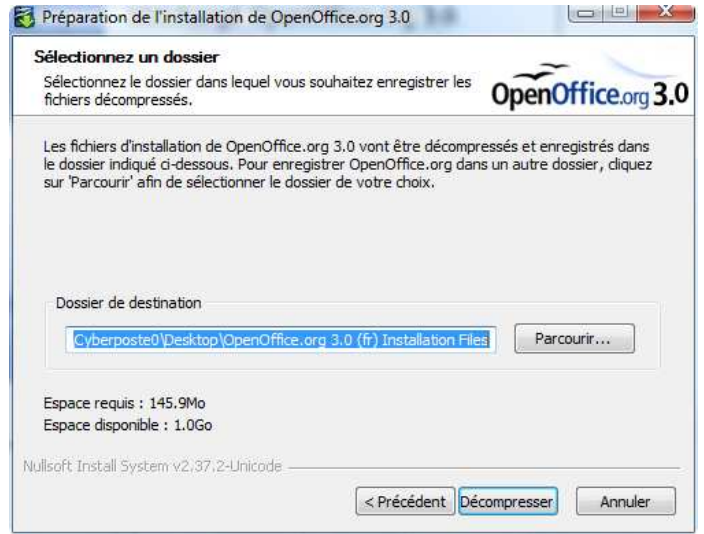 Préparation de l'installation de OpenOffice.org 3.0
Sélectionnez un dossier
Sélectionnez le dossier dans lequel vous souhaitez enregistrer les
fichiers décompressés.
OpenOffice.org 3.0
Les fichiers d'installation de OpenOffice.org 3.0 vont être décompressés et enregistrés dans
le dossier indiqué ci-dessous. Pour enregistrer OpenOffice.org dans un autre dossier, cliquez
sur 'Parcourir' afin de sélectionner le dossier de votre choix.
Dossier de destination
Cyberposte0\Desktop\OpenOffice.org 3.0 (fr) Installation Files
Parcourir...
Espace requis : 145.9Mo
Espace disponible : 1.0Go
Nullsoft Install System v2.37.2-Unicode
< Précédent
Décompresser
Annuler